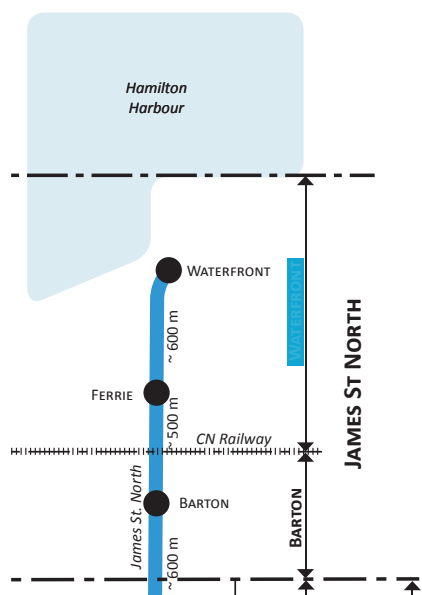 Hamilton
Harbour
WATERFRONT
WATERFRONT
~ 600 m
JAMES ST NORTH
FERRIE
~ 500 m
CN Railway
James St. North
BARTON
BARTON
~ 600 m